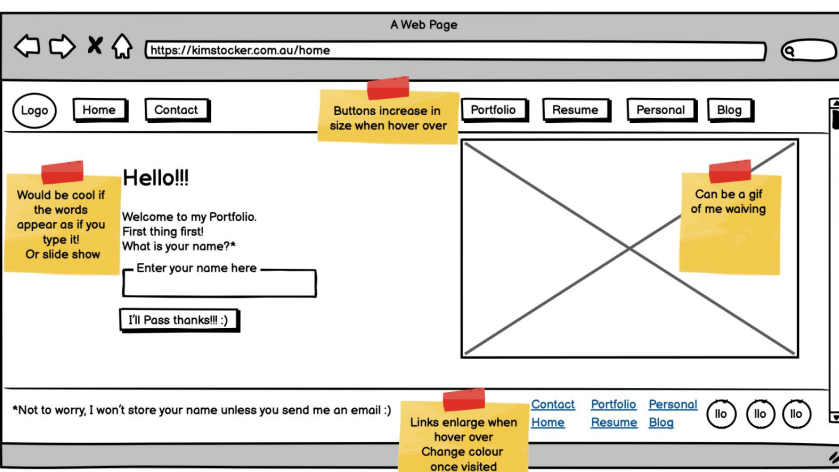 A Web Page
https://kimstocker.com.au/home
Logo
Home
Contact
Buttons increase in
size when hover over
Portfolio
Resume
Personal
Blog
Would be cool if
the words
appear as if you
type it!
Or slide show
Hello!!!
Welcome to my Portfolio.
First thing first!
What is your name?*
Enter your name here
I'll Pass thanks!!! :)
Can be a gif
of me waiving
*Not to worry, I won't store your name unless you send me an email :)
Links enlarge when
hover over
Change colour
once visited
Contact Portfolio Personal
Home Resume Blog
llo
llo
llo